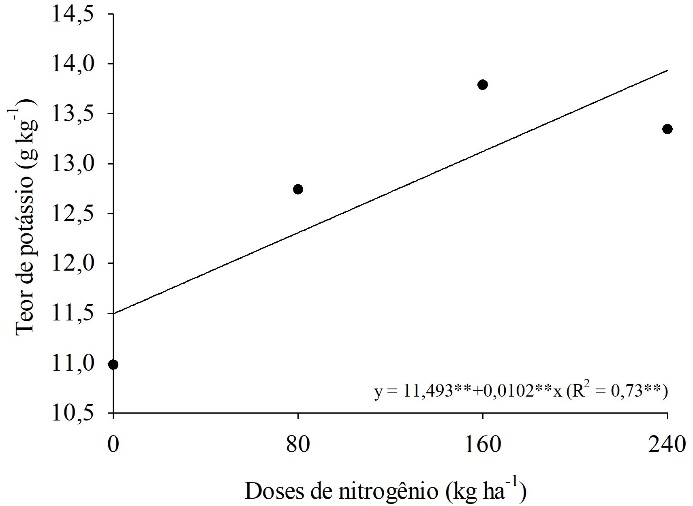 14,5
14,0
13,5
13,0
12,5
12,0
11,5
11,0
10,5
Teor de potássio (g kg⁻¹)
y = 11,493**+0,0102**x (R² = 0,73**)
0 80 160 240
Doses de nitrogênio (kg ha⁻¹)